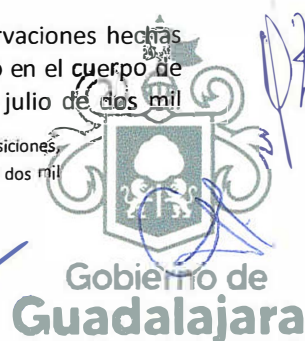 rvaciones hechas
o en el cuerpo de
julio de dos mil
siciones,
dos mil
Gobierno de
Guadalajara